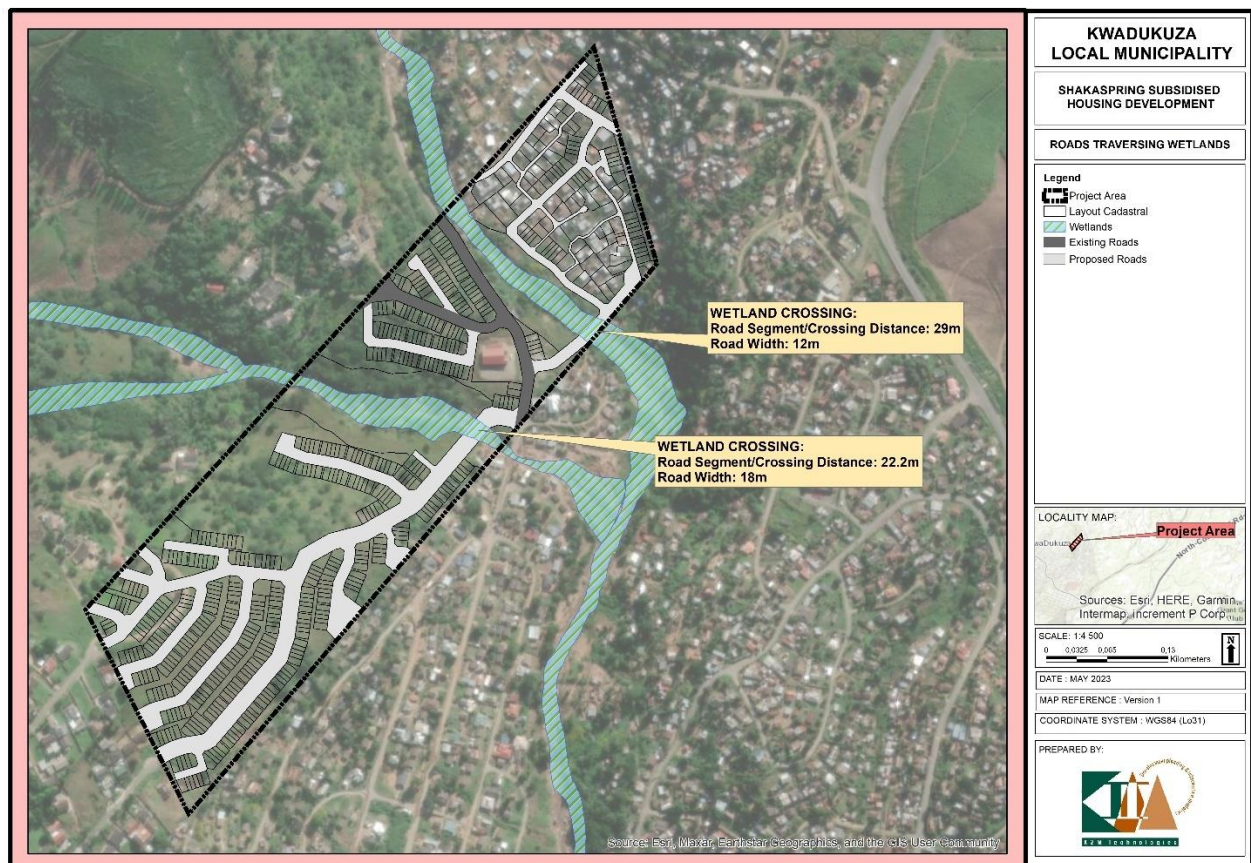 WETLAND CROSSING:
Road Segment/Crossing Distance: 29m
Road Width: 12m
WETLAND CROSSING:
Road Segment/Crossing Distance: 22.2m
Road Width: 18m
Source: Esri, Maxar, Earthstar Geographics, and the GIS User Community
KWADUKUZA
LOCAL MUNICIPALITY
SHAKASPRING SUBSIDISED
HOUSING DEVELOPMENT
ROADS TRAVERSING WETLANDS
Legend
Project Area
Layout Cadastral
Wetlands
Existing Roads
Proposed Roads
LOCALITY MAP:
Project Area
Sources: Esri, HERE, Garmin,
Intermap, increment P Corp.,
SCALE: 1:4 500
N
0 0,0325 0,065 0,13
Kilometers
DATE : MAY 2023
MAP REFERENCE : Version 1
COORDINATE SYSTEM : WGS84 (Lo31)
PREPARED BY:
K2M Technologies